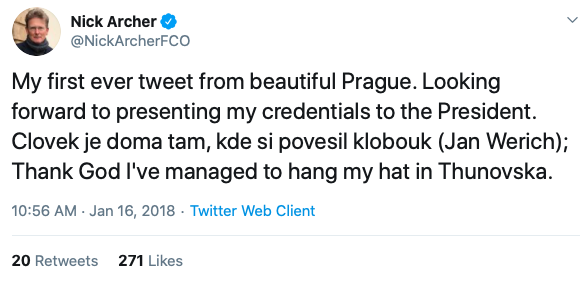 Nick Archer
@NickArcherFCO
My first ever tweet from beautiful Prague. Looking
forward to presenting my credentials to the President.
Clovek je doma tam, kde si povesil klobouk (Jan Werich);
Thank God I've managed to hang my hat in Thunovska.
10:56 AM · Jan 16, 2018 · Twitter Web Client
20 Retweets 271 Likes